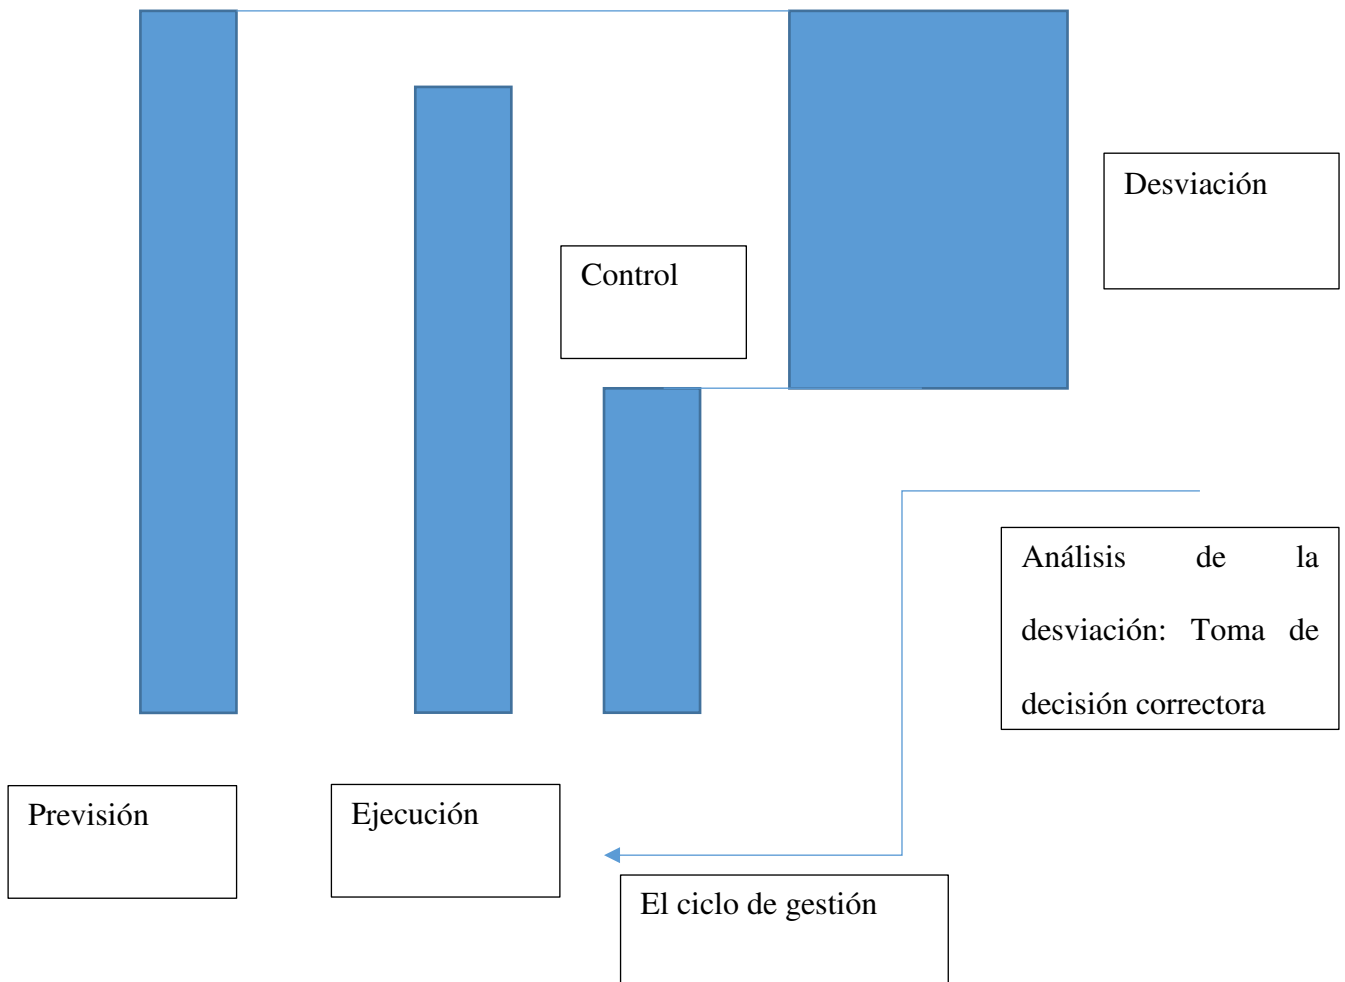 Desviación
Control
Análisis de la
desviación: Toma de
decisión correctora
Previsión
Ejecución
El ciclo de gestión